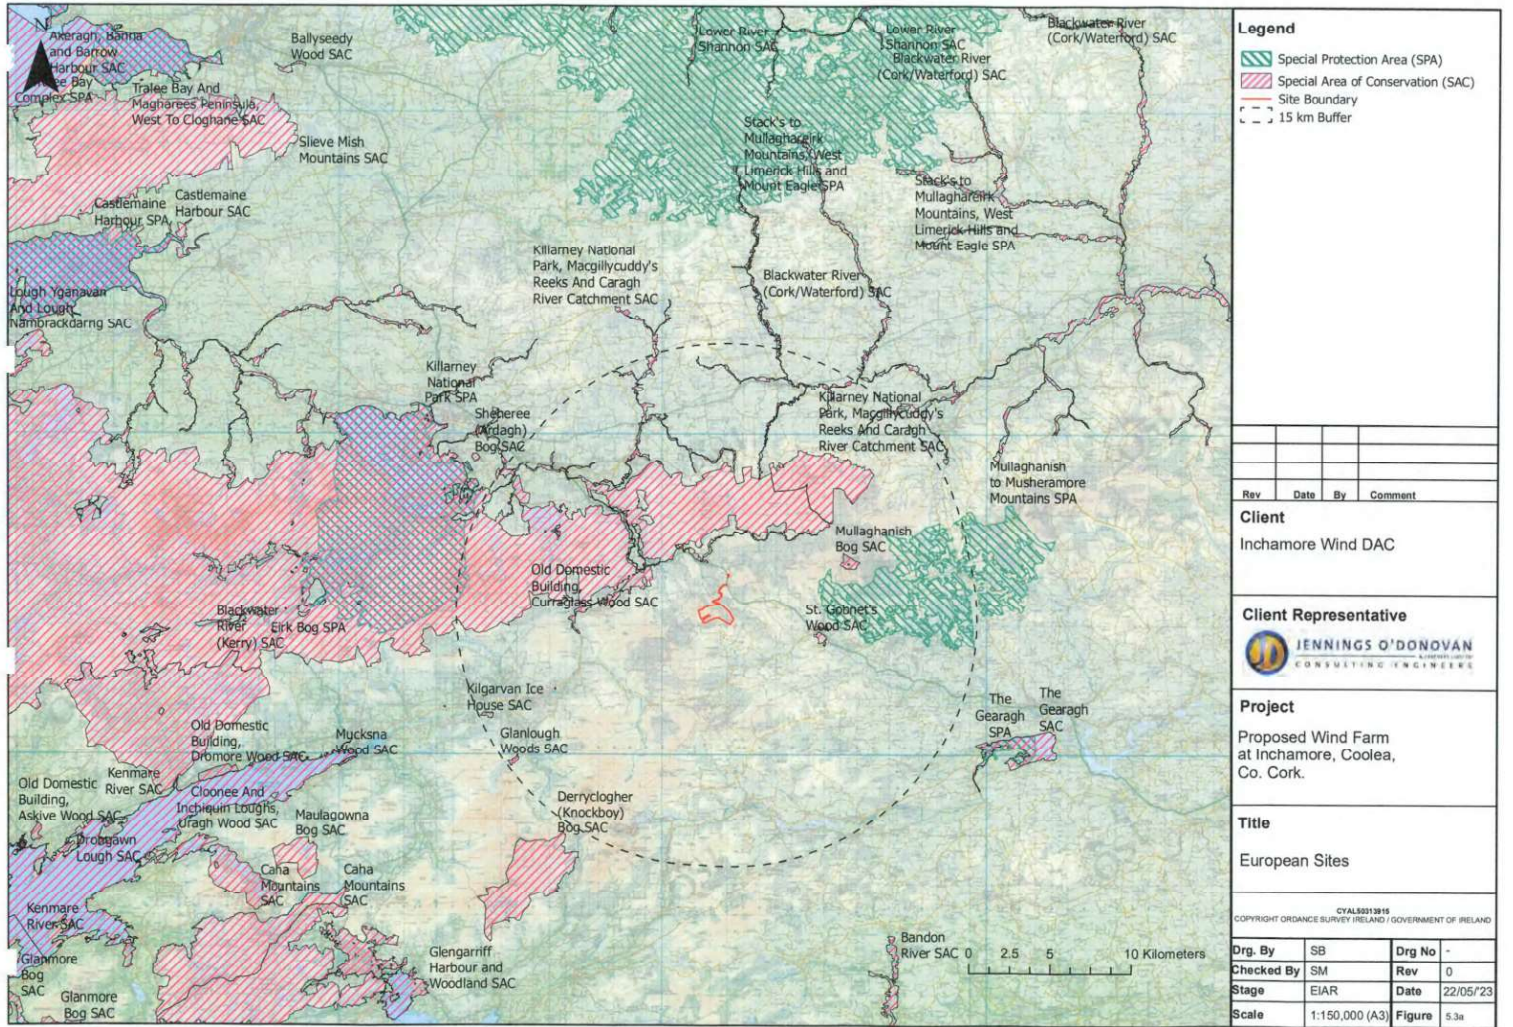 N
Akeragh, Banna
and Barrow
Harbour SAC
Tralee Bay
Complex SPA
Ballyseedy
Wood SAC
Tralee Bay And
Magharees Peninsula,
West To Cloghane SAC
Slieve Mish
Mountains SAC
Castlemaine
Harbour SPA
Castlemaine
Harbour SAC
Lough Yganavan
And Lough
Nambrackdarng SAC
Lower River
Shannon SAC
Lower River
Shannon SAC
Blackwater River
(Cork/Waterford) SAC
Blackwater River
(Cork/Waterford) SAC
Stack's to
Mullaghareirk
Mountains, West
Limerick Hills and
Mount Eagle SPA
Stack's to
Mullaghareirk
Mountains, West
Limerick Hills and
Mount Eagle SPA
Killarney National
Park, Macgillycuddy's
Reeks And Caragh
River Catchment SAC
Blackwater River
(Cork/Waterford) SAC
Killarney
National
Park SPA
Sheheree
(Ardagh)
Bog SAC
Killarney National
Park, Macgillycuddy's
Reeks And Caragh
River Catchment SAC
Mullaghanish
to Musheramore
Mountains SPA
Mullaghanish
Bog SAC
Old Domestic
Building,
Curraglass Wood SAC
St. Gobnet's
Wood SAC
Blackwater
River
(Kerry) SAC
Eirk Bog SPA
Kilgarvan Ice
House SAC
Glanlough
Woods SAC
The
Gearagh
SPA
The
Gearagh
SAC
Old Domestic
Building,
Dromore Wood SAC
Mucksna
Wood SAC
Kenmare
River SAC
Old Domestic
Building,
Askive Wood SAC
Cloonee And
Inchiquin Loughs,
Uragh Wood SAC
Maulagowna
Bog SAC
Derryclogher
(Knockboy)
Bog SAC
Drongawn
Lough SAC
Caha
Mountains
SAC
Caha
Mountains
SAC
Kenmare
River SAC
Glanmore
Bog
SAC
Glanmore
Bog SAC
Glengarriff
Harbour and
Woodland SAC
Bandon
River SAC
0 2.5 5 10 Kilometers
Legend
Special Protection Area (SPA)
Special Area of Conservation (SAC)
Site Boundary
15 km Buffer
Rev Date By Comment
Client
Inchamore Wind DAC
Client Representative
JENNINGS O'DONOVAN
CONSULTING ENGINEERS
Project
Proposed Wind Farm
at Inchamore, Coolea,
Co. Cork.
Title
European Sites
CYAL50313915
COPYRIGHT ORDANCE SURVEY IRELAND / GOVERNMENT OF IRELAND
Drg. By SB Drg No -
Checked By SM Rev 0
Stage EIAR Date 22/05/'23
Scale 1:150,000 (A3) Figure 5.3a